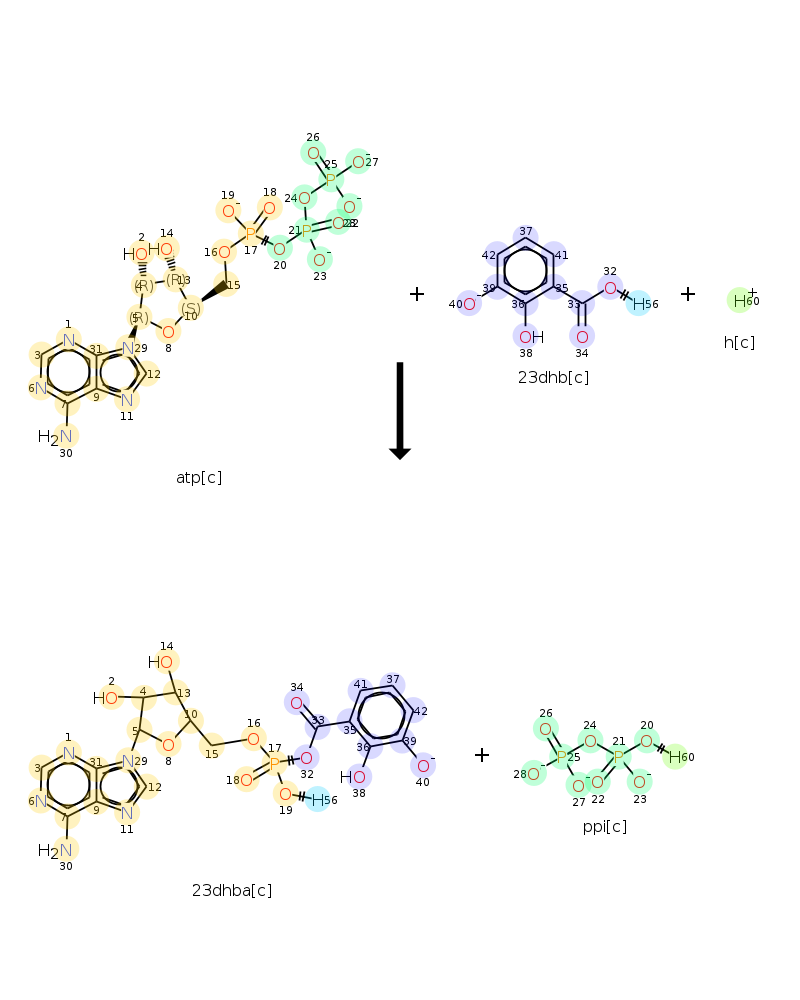 26
25
O
O⁻ 27
P
19
18
24 O
O⁻
O
O⁻
2
14
P
21 P
O 28 22
HO
HO
16 O
17
O
20
O⁻
23
(R)
(R)
13
4
15
(S)
10
5
(R)
O
8
1
N
31
N 29
3
12
6 N
9
N
11
7
H₂N
30
atp[c]
+
37
42
41
39
35
40 O⁻
36
33
32
O
H 56
OH
38
O
34
23dhb[c]
+
H⁺ 60
h[c]
14
HO
2
HO
4
13
5
10
O
8
15
16
O
17
P
18 O
O
19
H 56
O
32
34
O
33
35
41
37
42
39
36
HO
38
O⁻
40
1
N
31
N 29
3
12
6 N
9
N
11
7
H₂N
30
23dhba[c]
+
26
O
24
O
21
20
O
P 25
P
H 60
28 O⁻
O⁻
27
O
22
O⁻
23
ppi[c]